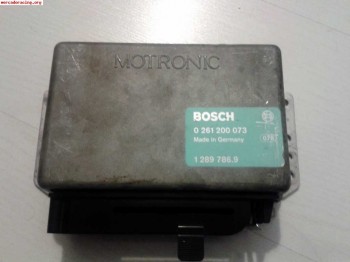 mercadoracing.org
MOTRONIC
BOSCH
0 261 200 073
Made in Germany
1 289 786.9